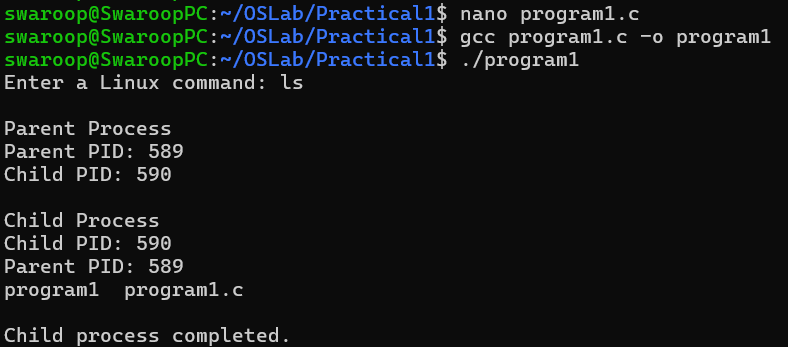 swaroop@SwaroopPC:~/OSLab/Practical1$ nano program1.c
swaroop@SwaroopPC:~/OSLab/Practical1$ gcc program1.c -o program1
swaroop@SwaroopPC:~/OSLab/Practical1$ ./program1
Enter a Linux command: ls
Parent Process
Parent PID: 589
Child PID: 590
Child Process
Child PID: 590
Parent PID: 589
program1  program1.c
Child process completed.